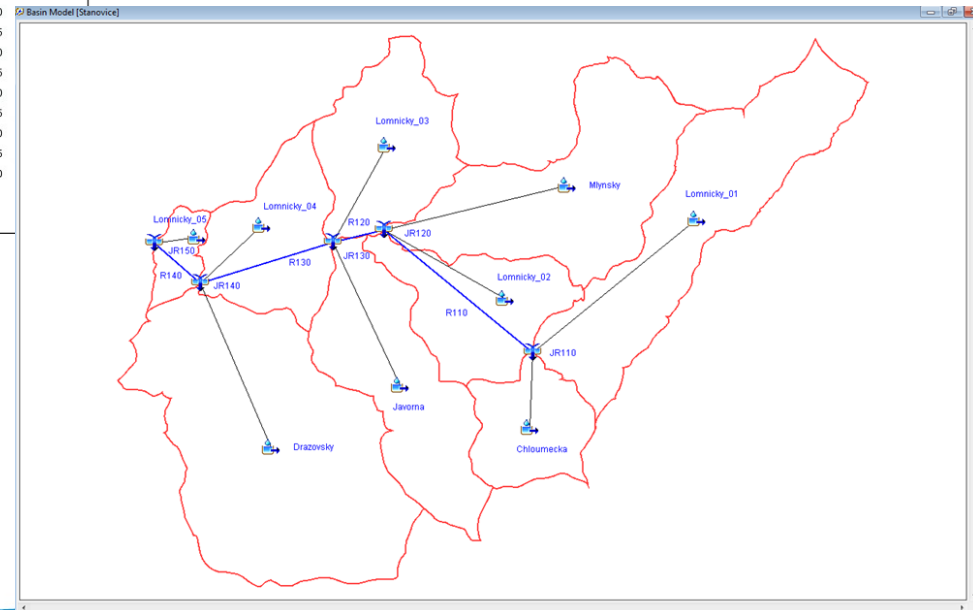 Basin Model [Stanovice]
Lomnicky_03
Mlynsky
Lomnicky_01
Lomnicky_04
Lomnicky_05
R120
JR120
JR130
JR150
R130
R140
JR140
Lomnicky_02
R110
JR110
Javorna
Drazovsky
Chloumecka